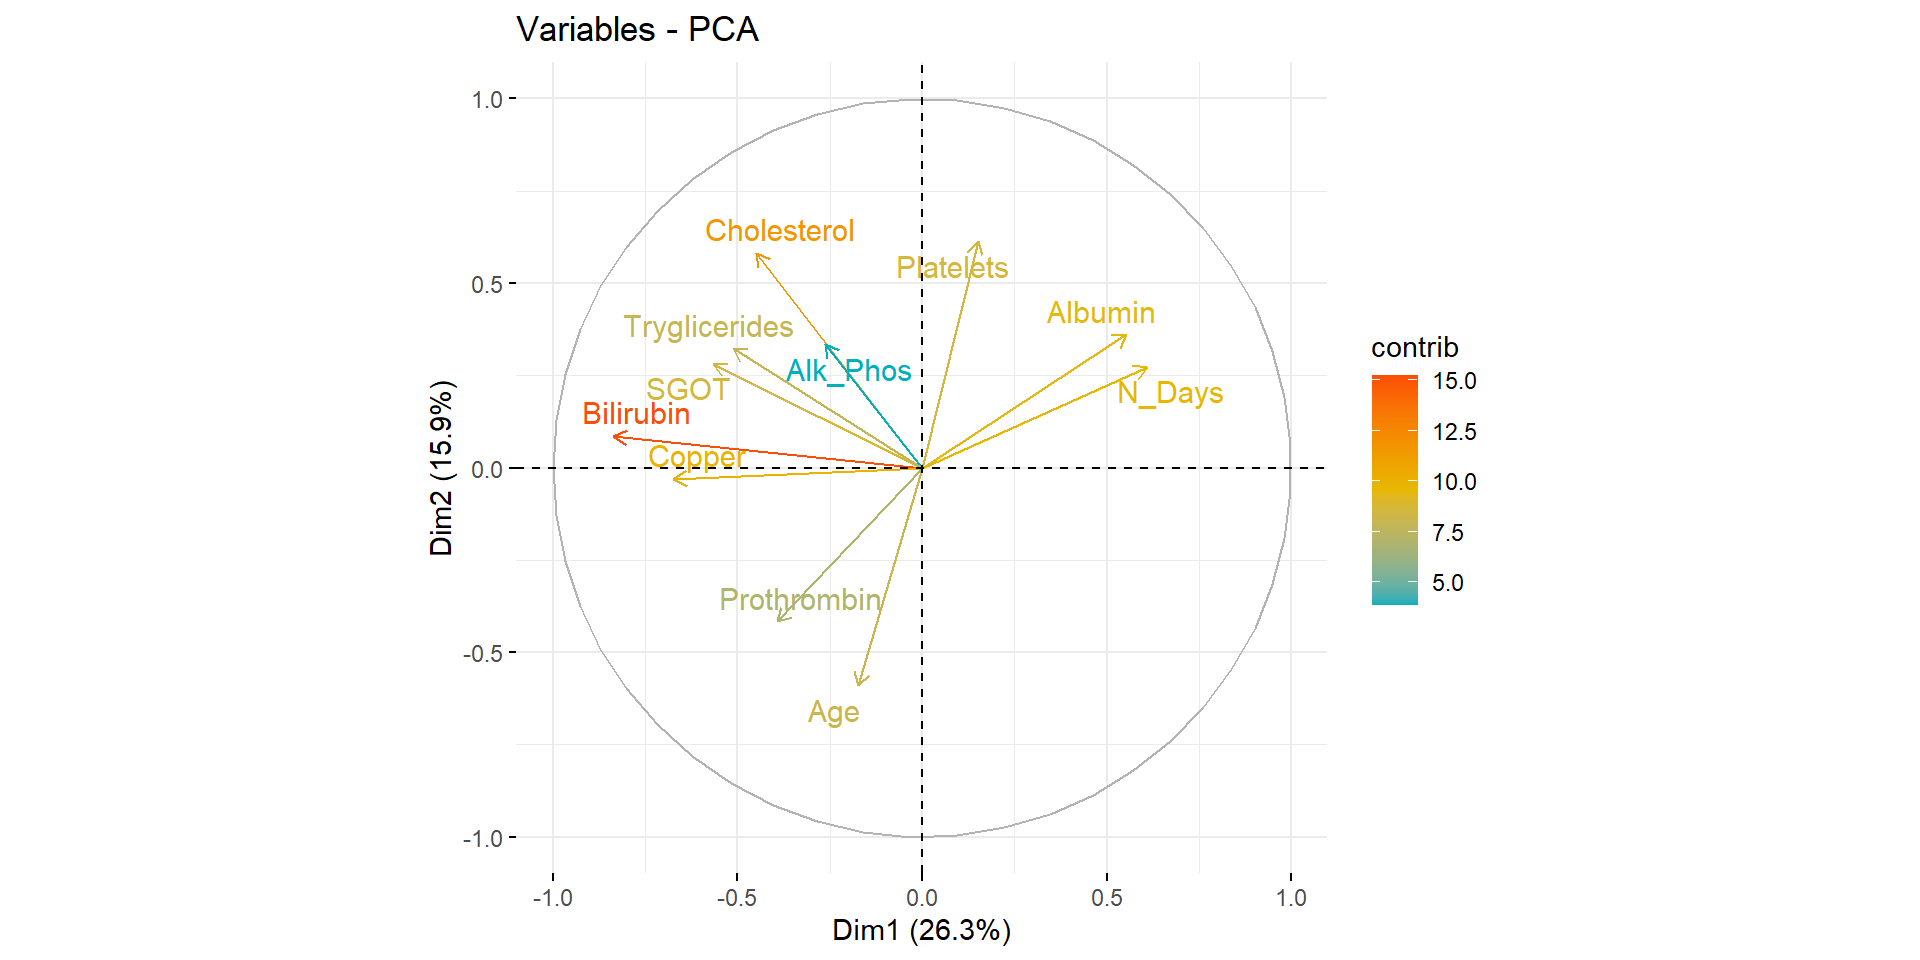 Variables - PCA
1.0
0.5
0.0
-0.5
-1.0
Dim2 (15.9%)
Cholesterol
Platelets
Albumin
Tryglicerides
Alk_Phos
SGOT
N_Days
Bilirubin
Copper
Prothrombin
Age
-1.0
-0.5
0.0
0.5
1.0
Dim1 (26.3%)
contrib
15.0
12.5
10.0
7.5
5.0